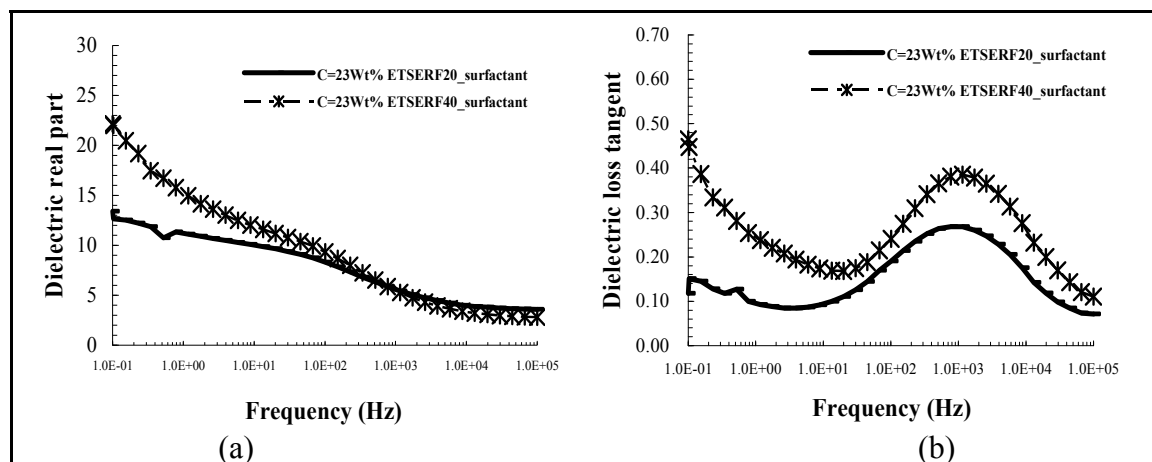 30
25
20
15
10
5
0
Dielectric real part
C=23Wt% ETSERF20_surfactant
C=23Wt% ETSERF40_surfactant
1.0E-01 1.0E+00 1.0E+01 1.0E+02 1.0E+03 1.0E+04 1.0E+05
Frequency (Hz)
(a)
0.70
0.60
0.50
0.40
0.30
0.20
0.10
0.00
Dielectric loss tangent
C=23Wt% ETSERF20_surfactant
C=23Wt% ETSERF40_surfactant
1.0E-01 1.0E+00 1.0E+01 1.0E+02 1.0E+03 1.0E+04 1.0E+05
Frequency (Hz)
(b)